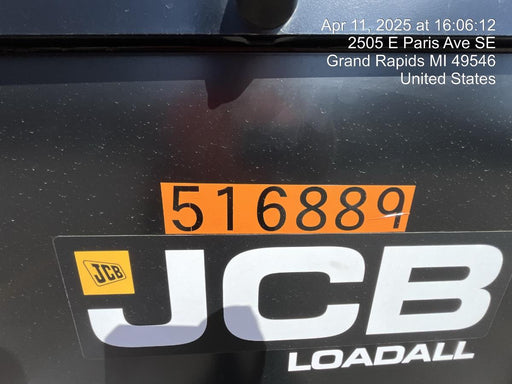 Apr 11, 2025 at 16:06:12
2505 E Paris Ave SE
Grand Rapids MI 49546
United States
516889
JCB
JCB
LOADALL